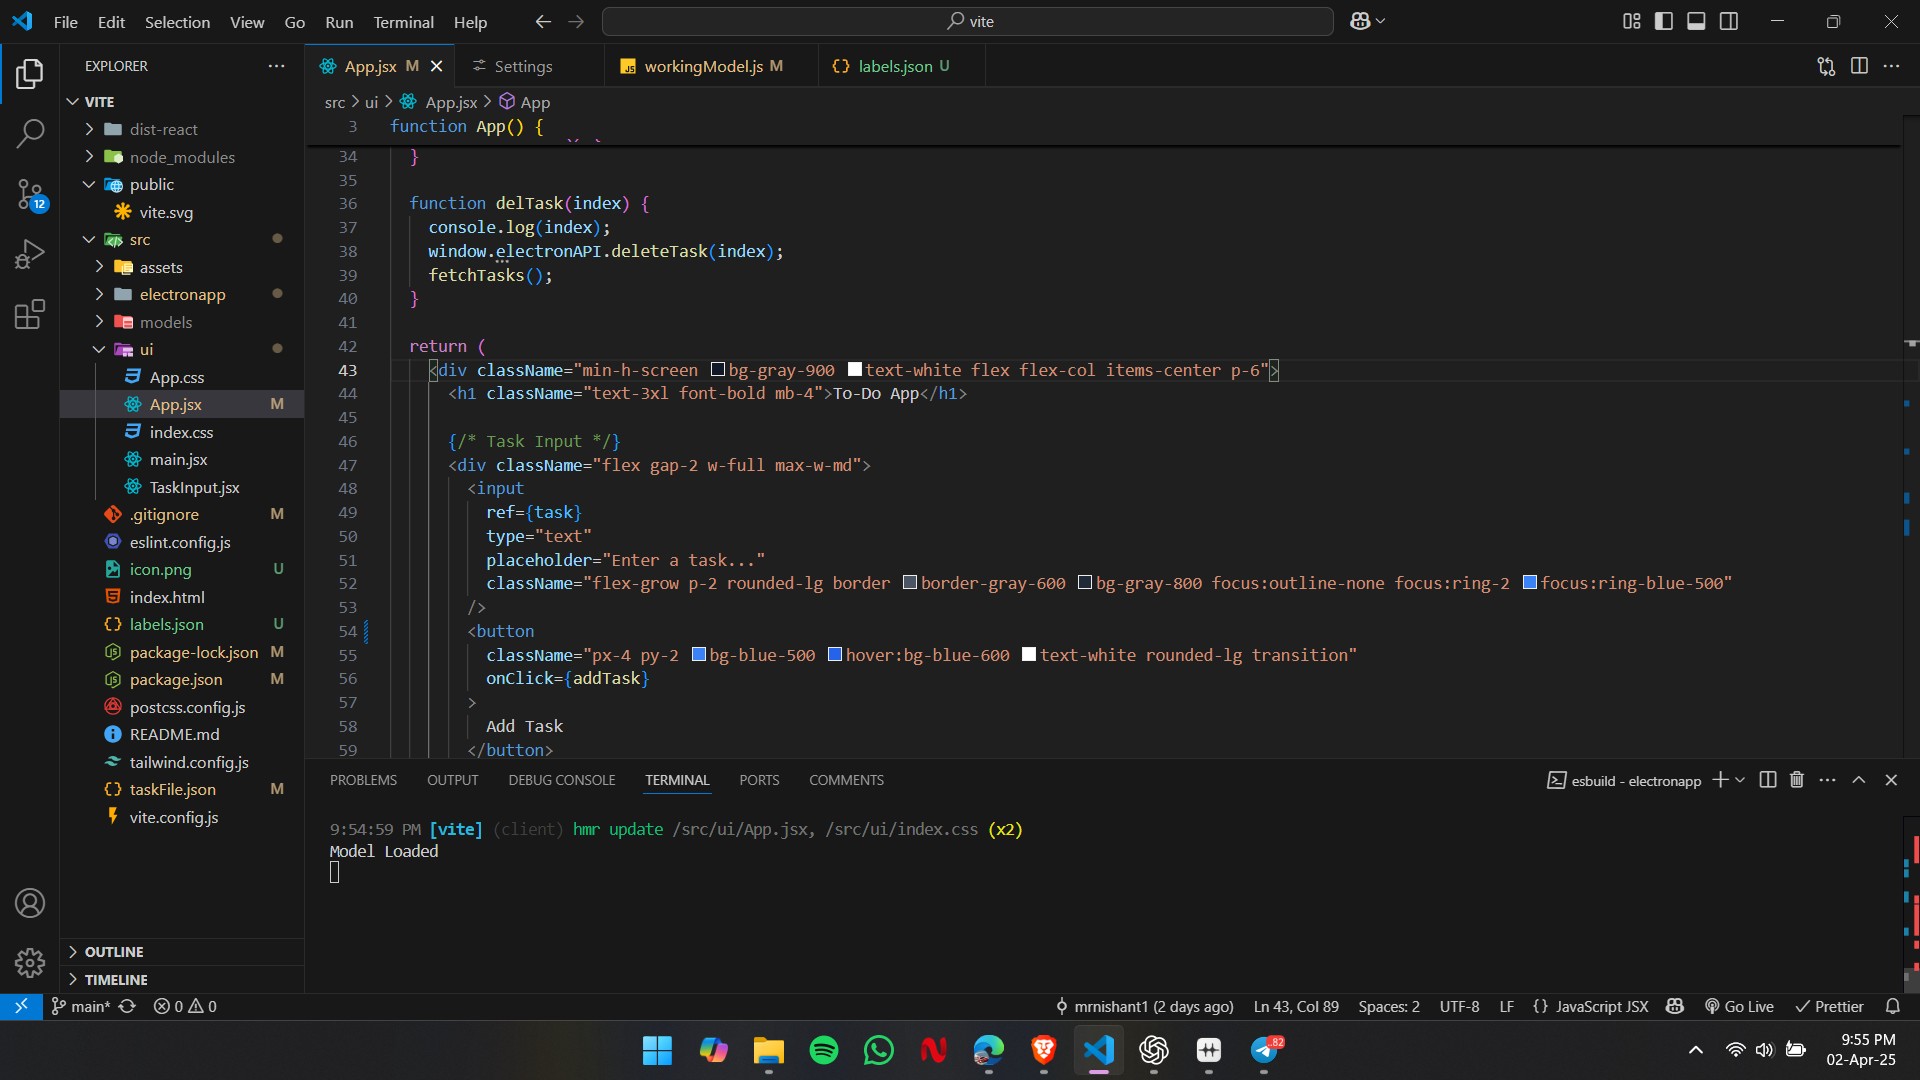 File Edit Selection View Go Run Terminal Help
vite
EXPLORER
App.jsx M
Settings
workingModel.js M
labels.json U
VITE
dist-react
node_modules
public
vite.svg
src
assets
electronapp
models
ui
App.css
App.jsx M
index.css
main.jsx
TaskInput.jsx
.gitignore M
eslint.config.js
icon.png U
index.html
labels.json U
package-lock.json M
package.json M
postcss.config.js
README.md
tailwind.config.js
taskFile.json M
vite.config.js
OUTLINE
TIMELINE
12
src > ui > App.jsx > App
3 function App() {
34 }
35
36 function delTask(index) {
37 console.log(index);
38 window.electronAPI.deleteTask(index);
39 fetchTasks();
40 }
41
42 return (
43 <div className="min-h-screen bg-gray-900 text-white flex flex-col items-center p-6">
44 <h1 className="text-3xl font-bold mb-4">To-Do App</h1>
45
46 {/* Task Input */}
47 <div className="flex gap-2 w-full max-w-md">
48 <input
49 ref={task}
50 type="text"
51 placeholder="Enter a task..."
52 className="flex-grow p-2 rounded-lg border border-gray-600 bg-gray-800 focus:outline-none focus:ring-2 focus:ring-blue-500"
53 />
54 <button
55 className="px-4 py-2 bg-blue-500 hover:bg-blue-600 text-white rounded-lg transition"
56 onClick={addTask}
57 >
58 Add Task
59 </button>
PROBLEMS OUTPUT DEBUG CONSOLE TERMINAL PORTS COMMENTS
esbuild - electronapp
9:54:59 PM [vite] (client) hmr update /src/ui/App.jsx, /src/ui/index.css (x2)
Model Loaded
main* 0 0
mrnishant1 (2 days ago) Ln 43, Col 89 Spaces: 2 UTF-8 LF {} JavaScript JSX Go Live Prettier
..82
9:55 PM
02-Apr-25